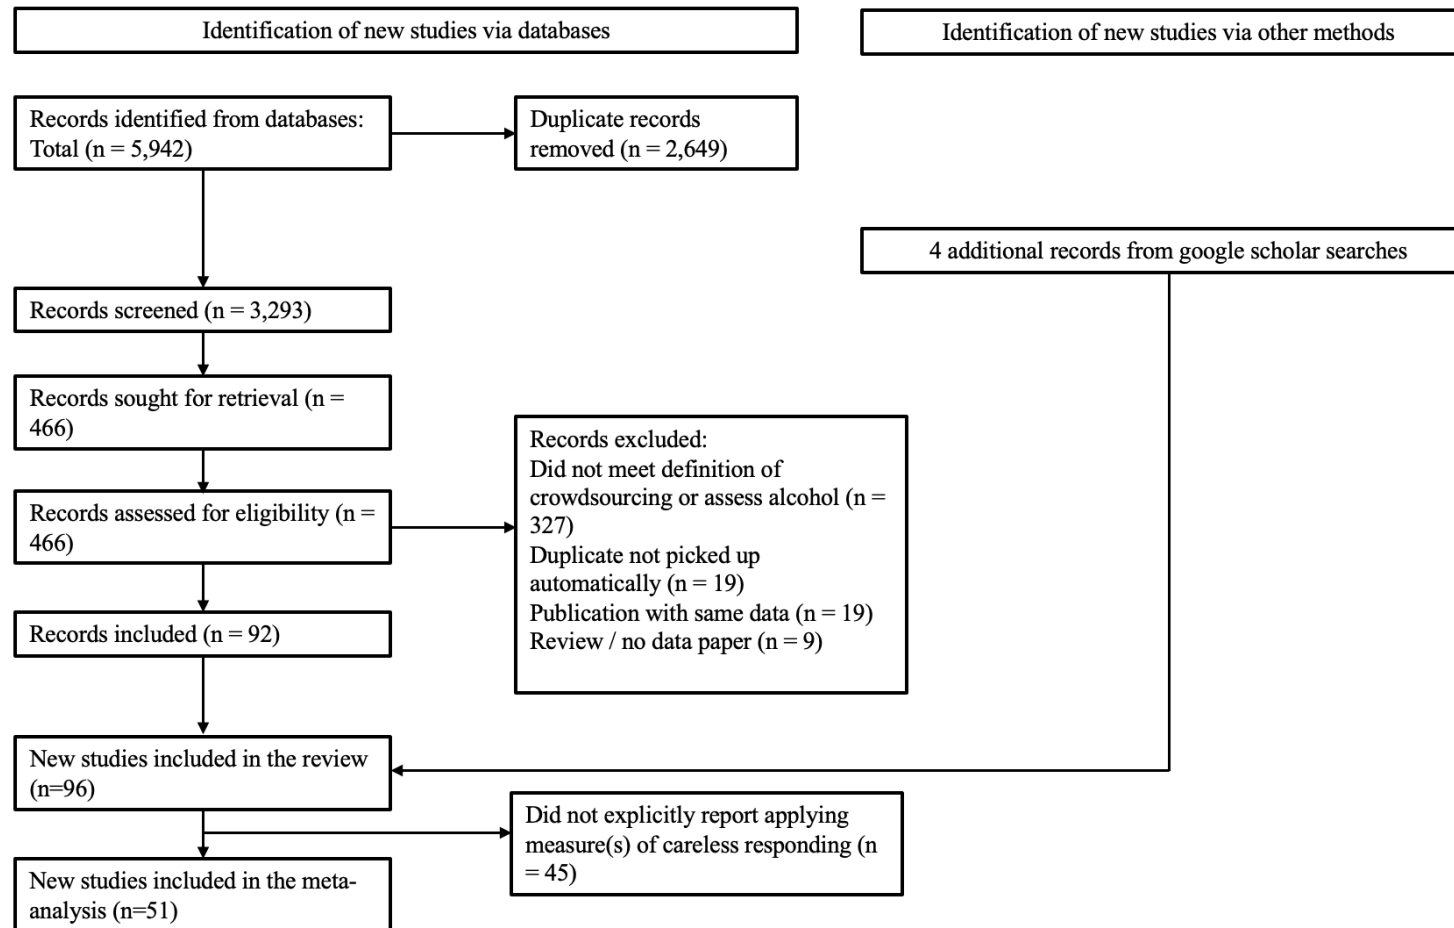 Identification of new studies via databases
Identification of new studies via other methods
Records identified from databases:
Total (n = 5,942)
Duplicate records
removed (n = 2,649)
4 additional records from google scholar searches
Records screened (n = 3,293)
Records sought for retrieval (n =
466)
Records assessed for eligibility (n =
466)
Records excluded:
Did not meet definition of
crowdsourcing or assess alcohol (n =
327)
Duplicate not picked up
automatically (n = 19)
Publication with same data (n = 19)
Review / no data paper (n = 9)
Records included (n = 92)
New studies included in the review
(n=96)
Did not explicitly report applying
measure(s) of careless responding (n
= 45)
New studies included in the meta-
analysis (n=51)